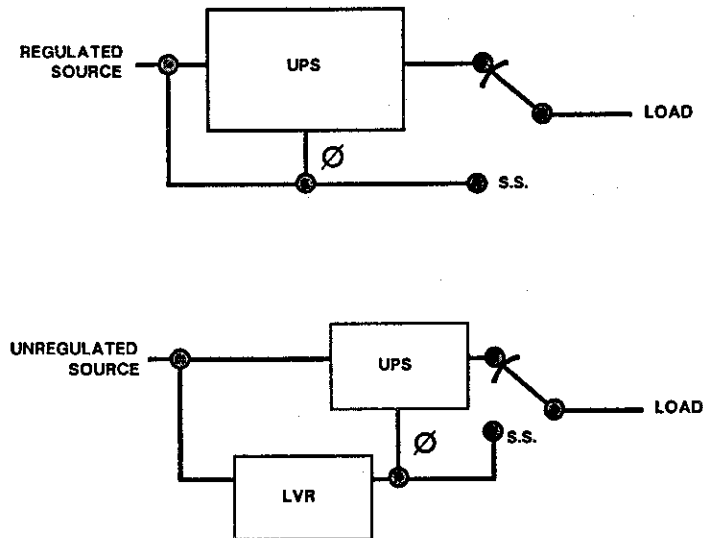 REGULATED
SOURCE
UPS
LOAD
Ø
S.S.
UNREGULATED
SOURCE
UPS
LOAD
Ø
S.S.
LVR